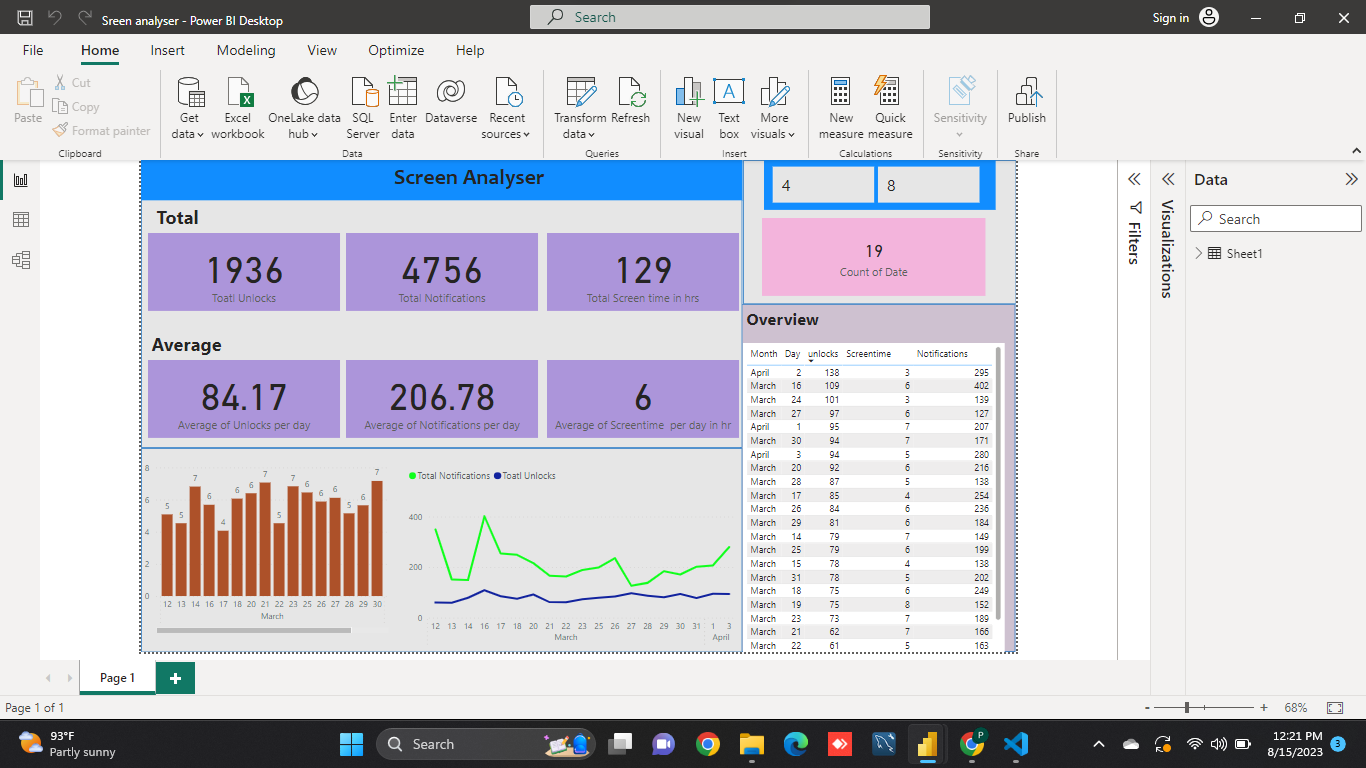 Sreen analyser - Power BI Desktop
Search
Sign in
File Home Insert Modeling View Optimize Help
Paste
Cut
Copy
Format painter
Clipboard
Get data
Excel workbook
OneLake data hub
SQL Server
Enter data
Dataverse
Recent sources
Data
Transform data
Refresh
Queries
New visual
Text box
More visuals
Insert
New measure
Quick measure
Calculations
Sensitivity
Sensitivity
Publish
Share
Screen Analyser
Total
1936
Toatl Unlocks
4756
Total Notifications
129
Total Screen time in hrs
Average
84.17
Average of Unlocks per day
206.78
Average of Notifications per day
6
Average of Screentime per day in hr
8
6
4
2
0
5 5 7 6 4 6 6 7 5 7 6 6 6 5 6 7
12 13 14 16 17 18 20 21 22 23 25 26 27 28 29 30
March
Total Notifications Toatl Unlocks
400
200
0
12 13 14 16 17 18 20 21 22 23 25 26 27 28 29 30 31 1 3
March April
4 8
19
Count of Date
Overview
Month Day unlocks Screentime Notifications
April 2 138 3 295
March 16 109 6 402
March 24 101 3 139
March 27 97 6 127
April 1 95 7 207
March 30 94 7 171
April 3 94 5 280
March 20 92 6 216
March 28 87 5 138
March 17 85 4 254
March 26 84 6 236
March 29 81 6 184
March 14 79 7 149
March 25 79 6 199
March 15 78 4 138
March 31 78 5 202
March 18 75 6 249
March 19 75 8 152
March 23 73 7 189
March 21 62 7 166
March 22 61 5 163
Filters
Visualizations
Data
Search
Sheet1
Page 1
Page 1 of 1
68%
93°F
Partly sunny
Search
12:21 PM
8/15/2023
3